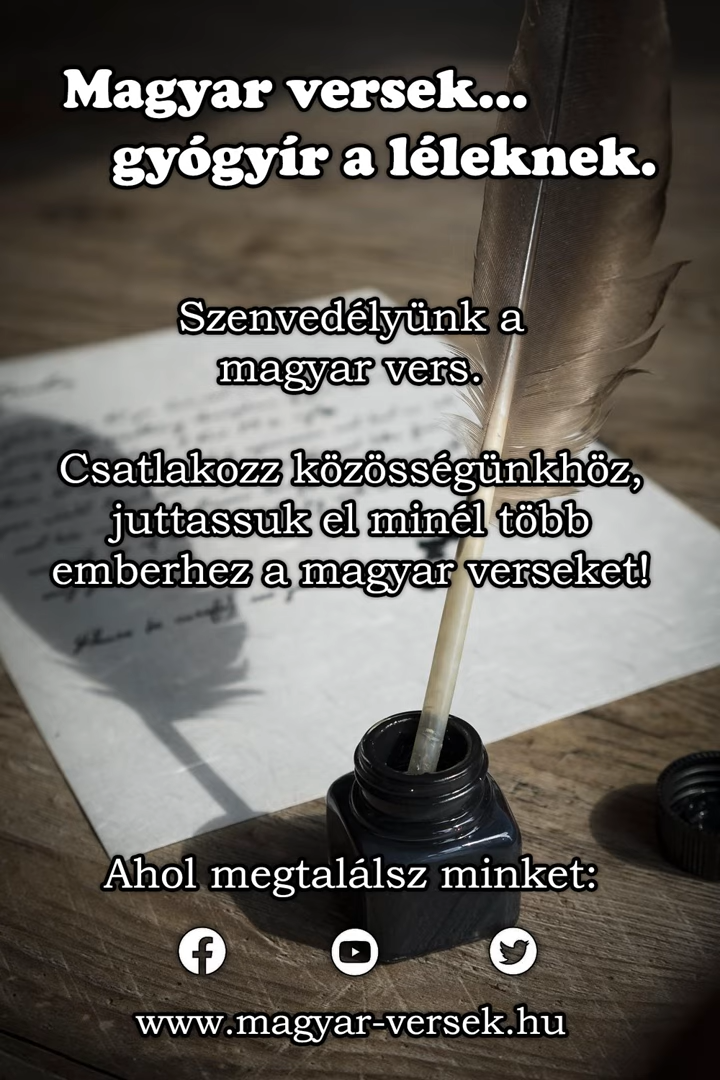 Magyar versek...
gyógyír a léleknek.
Szenvedélyünk a
magyar vers.
Csatlakozz közösségünkhöz,
juttassuk el minél több
emberhez a magyar verseket!
Ahol megtalálsz minket:
www.magyar-versek.hu